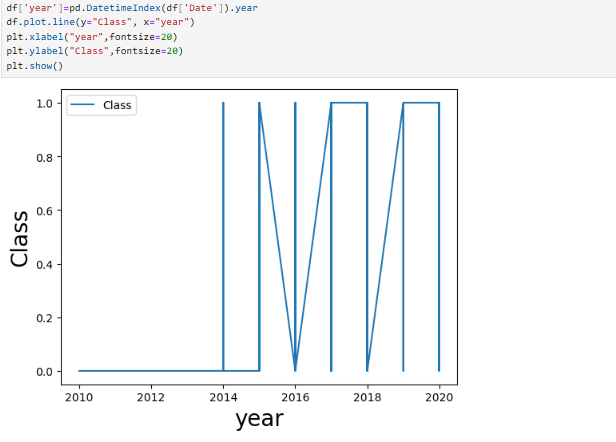 df['year']=pd.DatetimeIndex(df['Date']).year
df.plot.line(y="Class", x="year")
plt.xlabel("year",fontsize=20)
plt.ylabel("Class",fontsize=20)
plt.show()
Class
1.0
0.8
0.6
0.4
0.2
0.0
Class
2010 2012 2014 2016 2018 2020
year